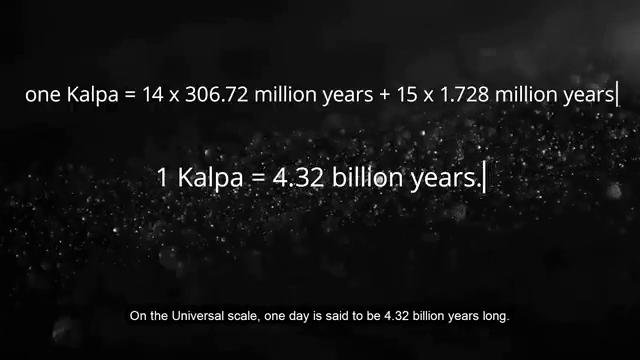 one Kalpa = 14 x 306.72 million years + 15 x 1.728 million years
1 Kalpa = 4.32 billion years.
On the Universal scale, one day is said to be 4.32 billion years long.